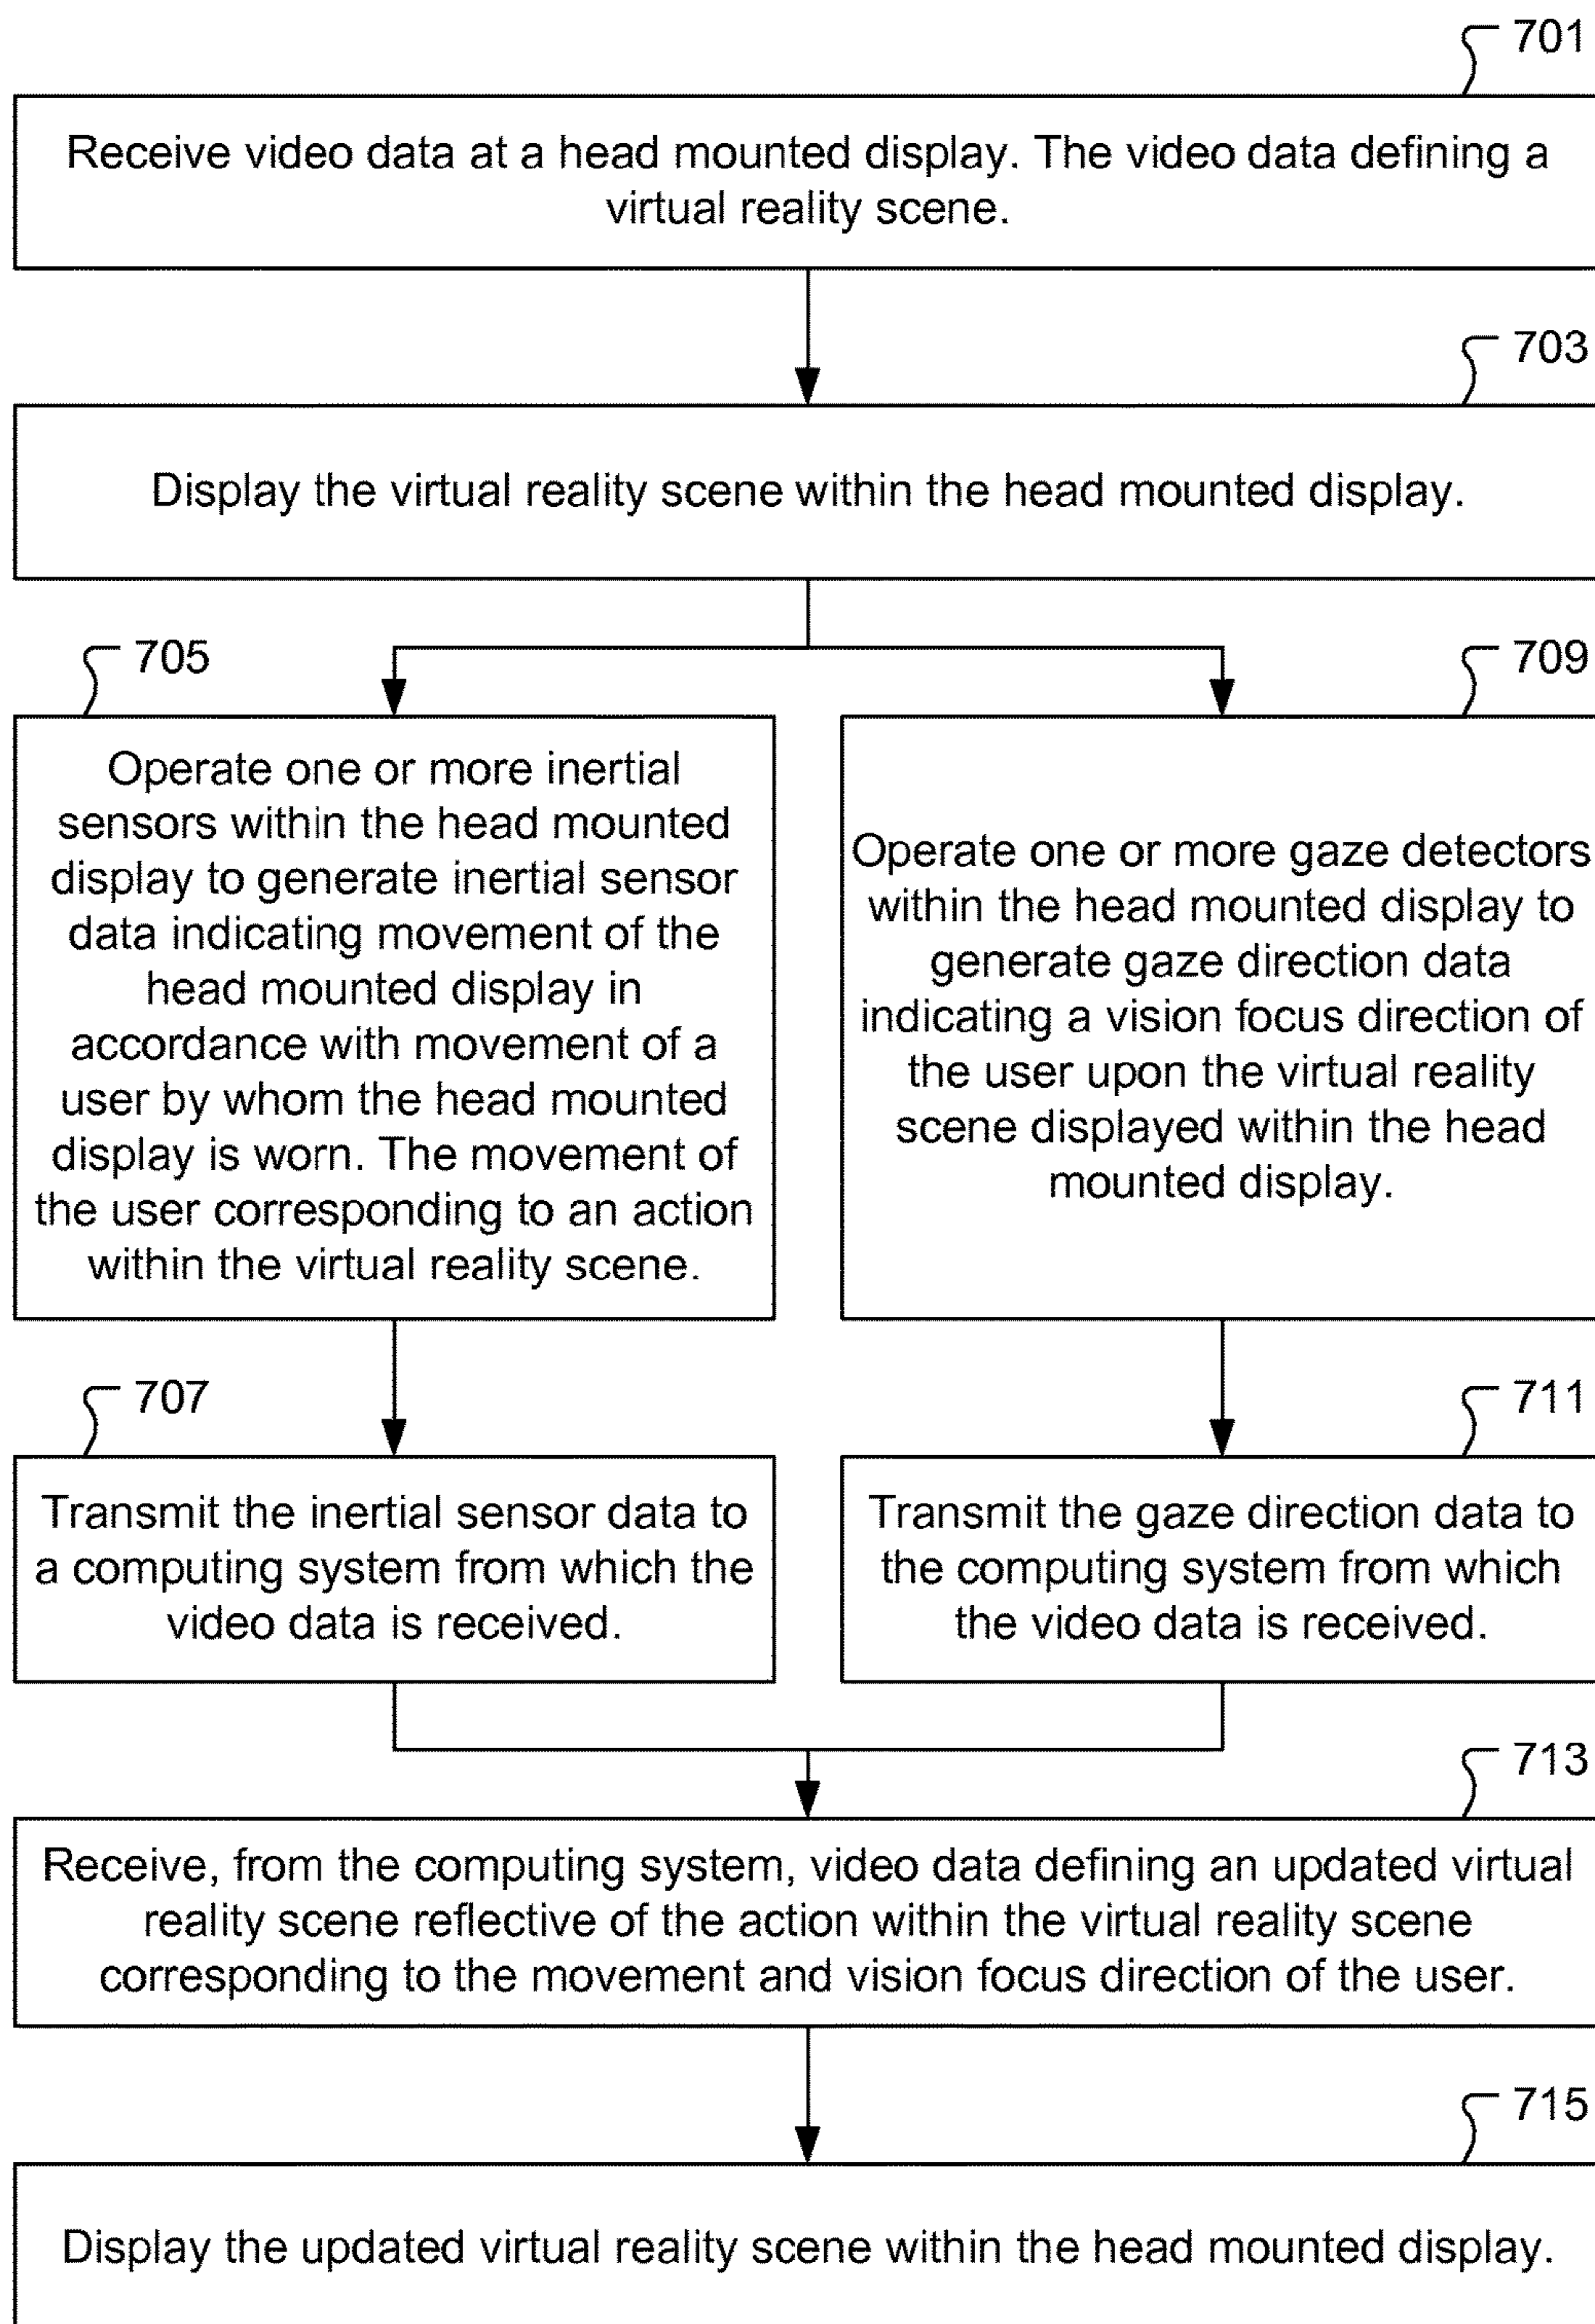 701
Receive video data at a head mounted display. The video data defining a
virtual reality scene.
703
Display the virtual reality scene within the head mounted display.
705
Operate one or more inertial
sensors within the head mounted
display to generate inertial sensor
data indicating movement of the
head mounted display in
accordance with movement of a
user by whom the head mounted
display is worn. The movement of
the user corresponding to an action
within the virtual reality scene.
709
Operate one or more gaze detectors
within the head mounted display to
generate gaze direction data
indicating a vision focus direction of
the user upon the virtual reality
scene displayed within the head
mounted display.
707
Transmit the inertial sensor data to
a computing system from which the
video data is received.
711
Transmit the gaze direction data to
the computing system from which
the video data is received.
713
Receive, from the computing system, video data defining an updated virtual
reality scene reflective of the action within the virtual reality scene
corresponding to the movement and vision focus direction of the user.
715
Display the updated virtual reality scene within the head mounted display.